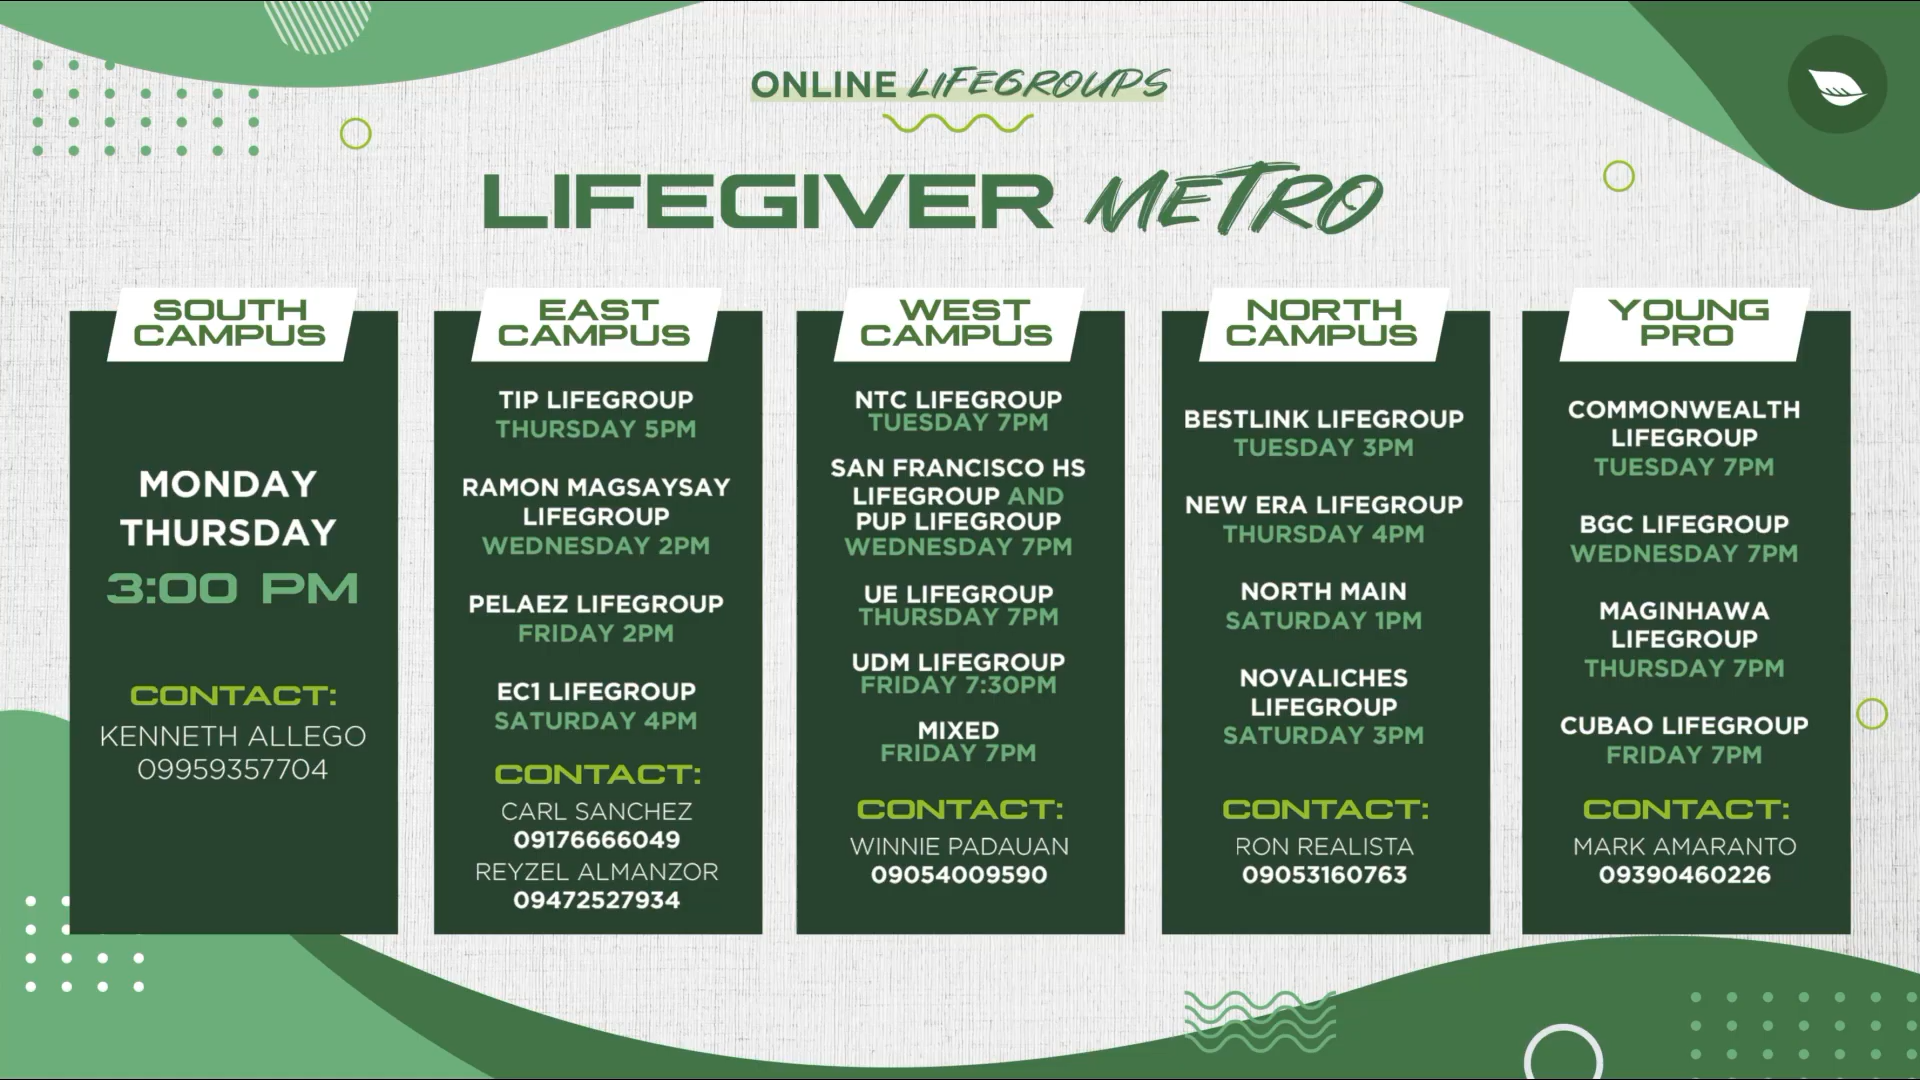 ONLINE LIFEGROUPS
LIFEGIVER METRO
SOUTH
CAMPUS
MONDAY
THURSDAY
3:00 PM
CONTACT:
KENNETH ALLEGO
09959357704
EAST
CAMPUS
TIP LIFEGROUP
THURSDAY 5PM
RAMON MAGSAYSAY
LIFEGROUP
WEDNESDAY 2PM
PELAEZ LIFEGROUP
FRIDAY 2PM
EC1 LIFEGROUP
SATURDAY 4PM
CONTACT:
CARL SANCHEZ
09176666049
REYZEL ALMANZOR
09472527934
WEST
CAMPUS
NTC LIFEGROUP
TUESDAY 7PM
SAN FRANCISCO HS
LIFEGROUP AND
PUP LIFEGROUP
WEDNESDAY 7PM
UE LIFEGROUP
THURSDAY 7PM
UDM LIFEGROUP
FRIDAY 7:30PM
MIXED
FRIDAY 7PM
CONTACT:
WINNIE PADAUAN
09054009590
NORTH
CAMPUS
BESTLINK LIFEGROUP
TUESDAY 3PM
NEW ERA LIFEGROUP
THURSDAY 4PM
NORTH MAIN
SATURDAY 1PM
NOVALICHES
LIFEGROUP
SATURDAY 3PM
CONTACT:
RON REALISTA
09053160763
YOUNG
PRO
COMMONWEALTH
LIFEGROUP
TUESDAY 7PM
BGC LIFEGROUP
WEDNESDAY 7PM
MAGINHAWA
LIFEGROUP
THURSDAY 7PM
CUBAO LIFEGROUP
FRIDAY 7PM
CONTACT:
MARK AMARANTO
09390460226